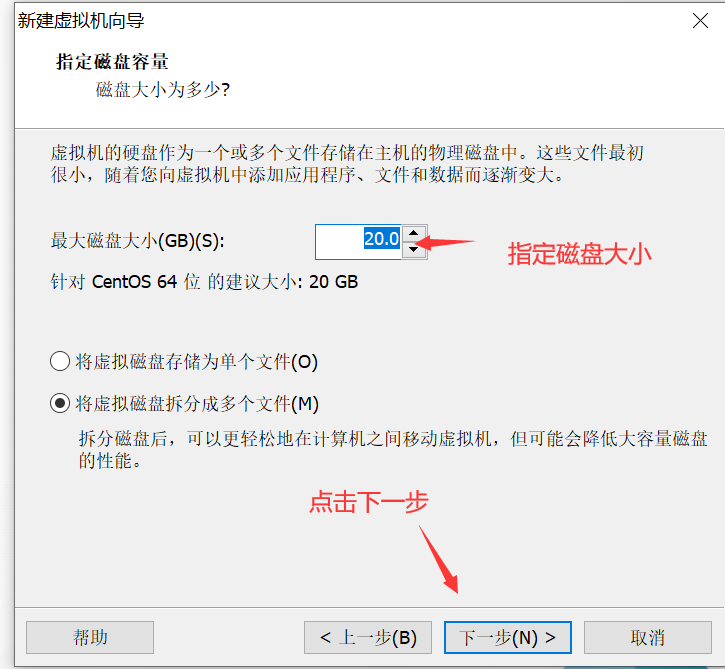 新建虚拟机向导
指定磁盘容量
磁盘大小为多少?
虚拟机的硬盘作为一个或多个文件存储在主机的物理磁盘中。这些文件最初
很小，随着您向虚拟机中添加应用程序、文件和数据而逐渐变大。
最大磁盘大小(GB)(S): 20.0
指定磁盘大小
针对 CentOS 64 位 的建议大小: 20 GB
将虚拟磁盘存储为单个文件(O)
将虚拟磁盘拆分成多个文件(M)
拆分磁盘后，可以更轻松地在计算机之间移动虚拟机，但可能会降低大容量磁盘
的性能。
点击下一步
帮助 < 上一步(B) 下一步(N) > 取消